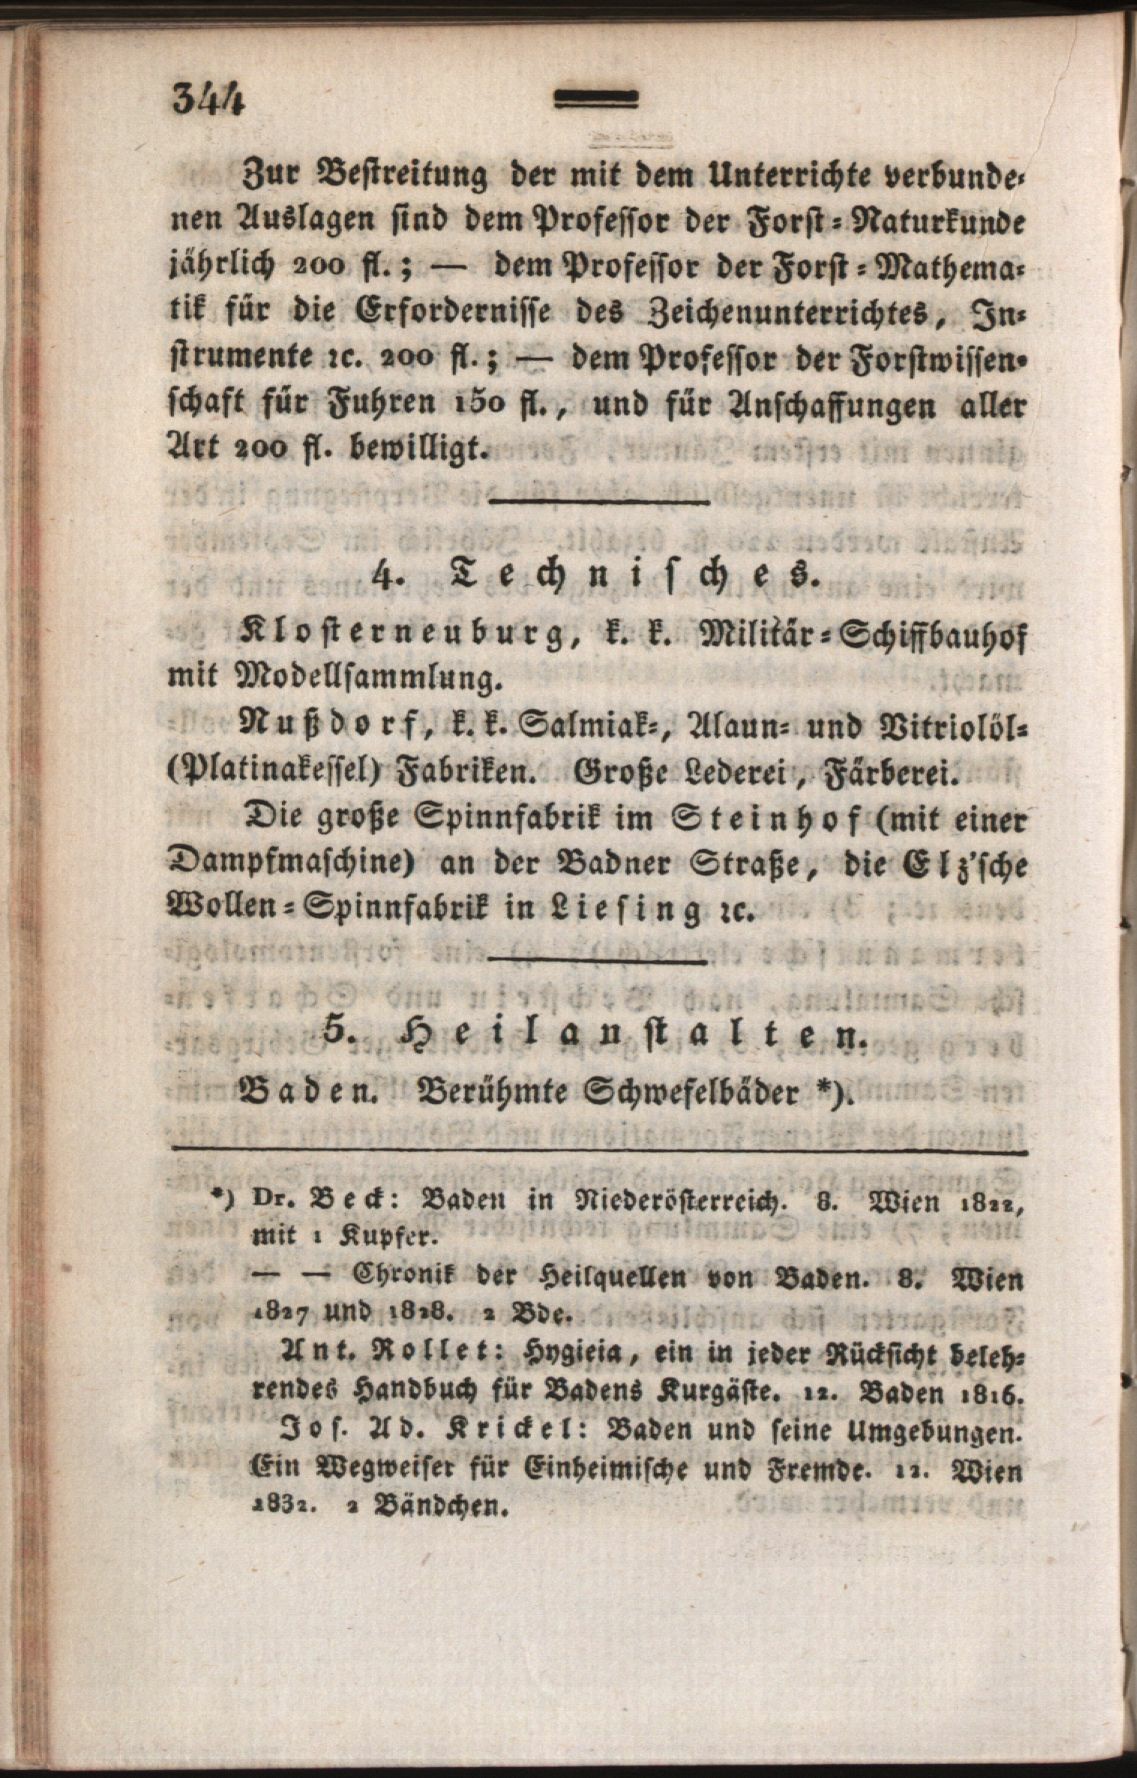 344
Zur Bestreitung der mit dem Unterrichte verbunde-
nen Auslagen sind dem Professor der Forst-Naturkunde
jährlich 200 fl.; — dem Professor der Forst-Mathema-
tik für die Erfordernisse des Zeichenunterrichtes, In-
strumente ꝛc. 200 fl.; — dem Professor der Forstwissen-
schaft für Fuhren 150 fl., und für Anschaffungen aller
Art 200 fl. bewilligt.
4. Technisches.
Klosterneuburg, k. k. Militär-Schiffbauhof
mit Modellsammlung.
Nußdorf, k. k. Salmiak-, Alaun- und Vitriolöl-
(Platinakessel) Fabriken. Große Lederei, Färberei.
Die große Spinnfabrik im Steinhof (mit einer
Dampfmaschine) an der Badner Straße, die Elz'sche
Wollen-Spinnfabrik in Liesing ꝛc.
5. Heilanstalten.
Baden. Berühmte Schwefelbäder *).
*) Dr. Beck: Baden in Niederösterreich. 8. Wien 1822,
mit 1 Kupfer.
— — Chronik der Heilquellen von Baden. 8. Wien
1827 und 1828. 2 Bde.
Ant. Rollet: Hygieia, ein in jeder Rücksicht beleh-
rendes Handbuch für Badens Kurgäste. 12. Baden 1816.
Jos. Ad. Krickel: Baden und seine Umgebungen.
Ein Wegweiser für Einheimische und Fremde. 12. Wien
1832. 2 Bändchen.